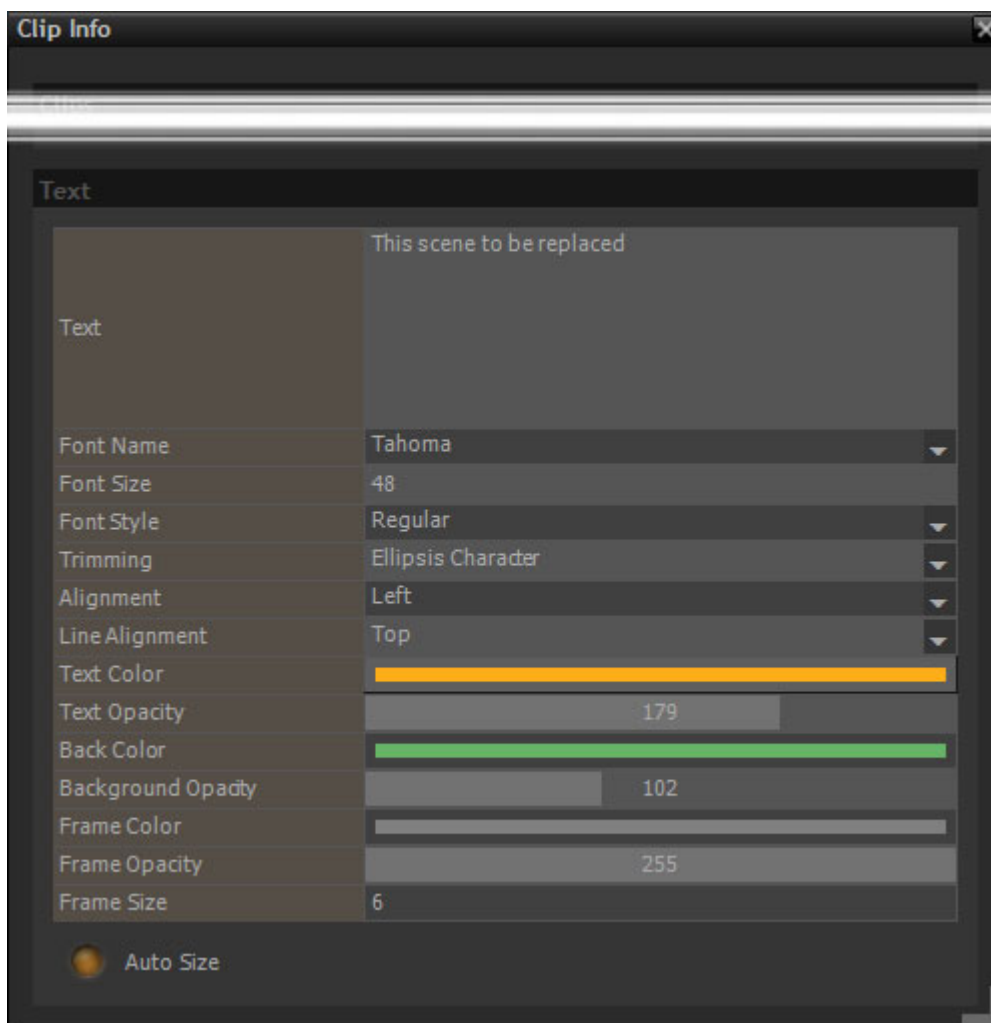 Clip Info
Text
Text
This scene to be replaced
Font Name Tahoma
Font Size 48
Font Style Regular
Trimming Ellipsis Character
Alignment Left
Line Alignment Top
Text Color
Text Opacity 179
Back Color
Background Opacity 102
Frame Color
Frame Opacity 255
Frame Size 6
Auto Size